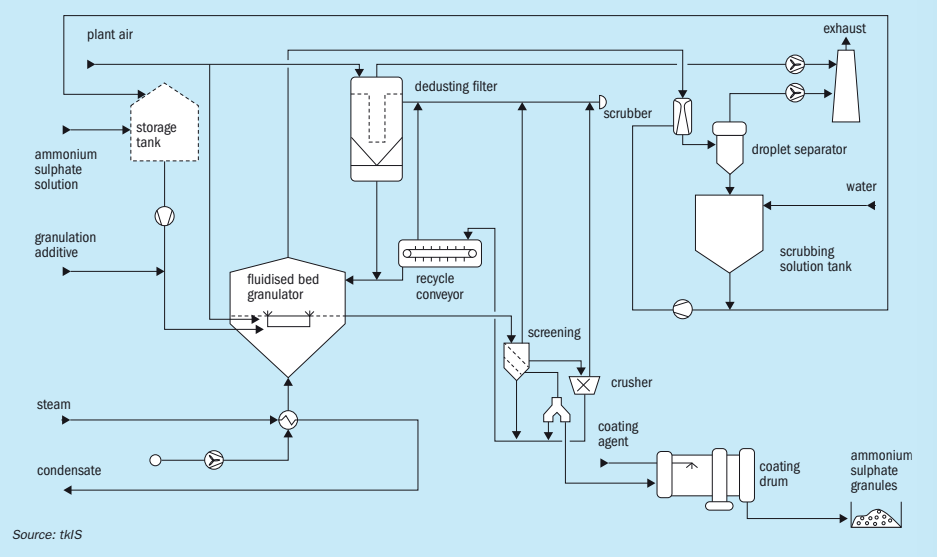 plant air
exhaust
dedusting filter
scrubber
storage
tank
droplet separator
ammonium
sulphate
solution
water
granulation
additive
fluidised bed
granulator
recycle
conveyor
scrubbing
solution tank
screening
crusher
steam
coating
agent
condensate
coating
drum
ammonium
sulphate
granules
Source: tkIS